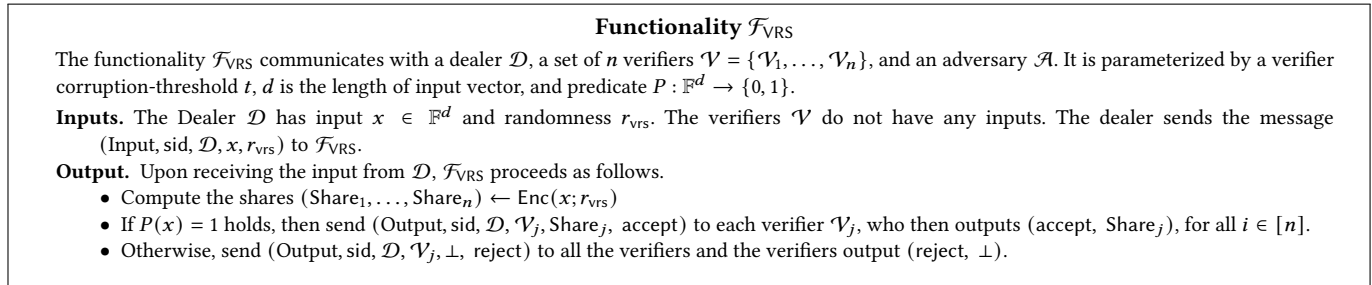 Functionality ℱ_VRS
The functionality ℱ_VRS communicates with a dealer 𝒟, a set of n verifiers 𝒱 = {𝒱_1, . . . , 𝒱_n}, and an adversary 𝒜. It is parameterized by a verifier
corruption-threshold t, d is the length of input vector, and predicate P : 𝔽^d → {0, 1}.
Inputs. The Dealer 𝒟 has input x ∈ 𝔽^d and randomness r_vrs. The verifiers 𝒱 do not have any inputs. The dealer sends the message
(Input, sid, 𝒟, x, r_vrs) to ℱ_VRS.
Output. Upon receiving the input from 𝒟, ℱ_VRS proceeds as follows.
• Compute the shares (Share_1, . . . , Share_n) ← Enc(x; r_vrs)
• If P(x) = 1 holds, then send (Output, sid, 𝒟, 𝒱_j, Share_j, accept) to each verifier 𝒱_j, who then outputs (accept, Share_j), for all i ∈ [n].
• Otherwise, send (Output, sid, 𝒟, 𝒱_j, ⊥, reject) to all the verifiers and the verifiers output (reject, ⊥).